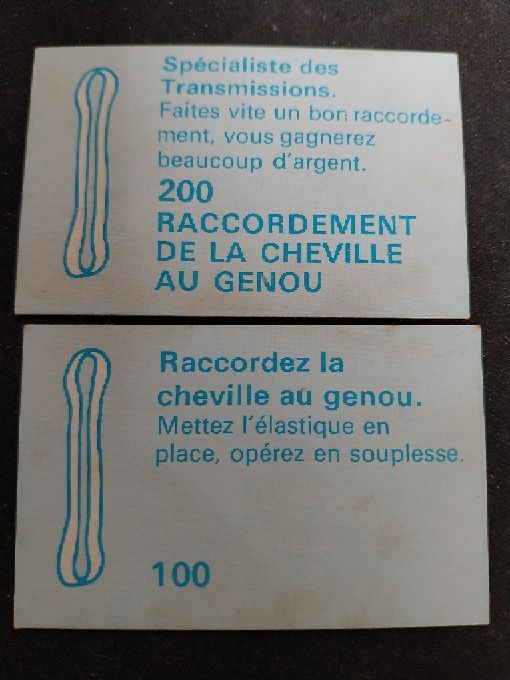 Spécialiste des
Transmissions.
Faites vite un bon raccorde-
ment, vous gagnerez
beaucoup d'argent.
200
RACCORDEMENT
DE LA CHEVILLE
AU GENOU
Raccordez la
cheville au genou.
Mettez l'élastique en
place, opérez en souplesse.
100